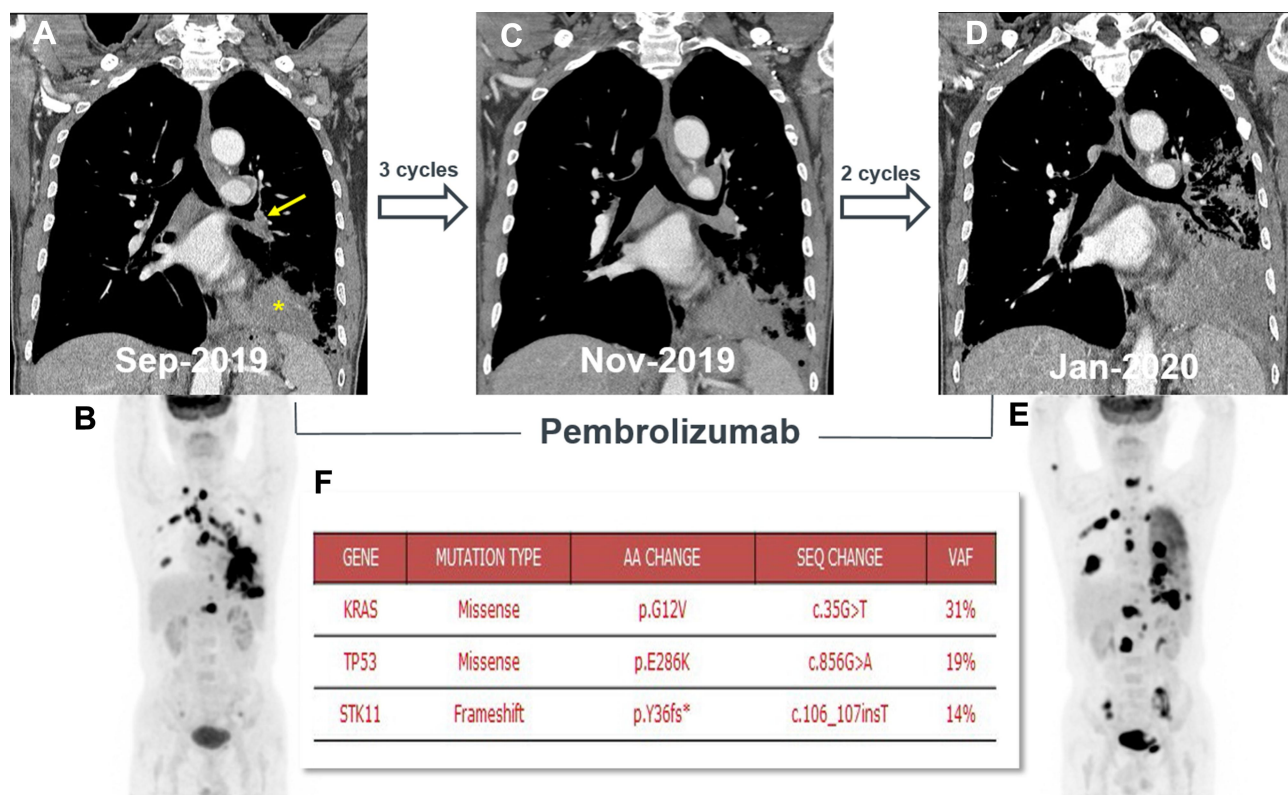 A
C
D
3 cycles
2 cycles
*
Sep-2019
Nov-2019
Jan-2020
B
Pembrolizumab
E
F
GENE MUTATION TYPE AA CHANGE SEQ CHANGE VAF
KRAS Missense p.G12V c.35G>T 31%
TP53 Missense p.E286K c.856G>A 19%
STK11 Frameshift p.Y36fs* c.106_107insT 14%